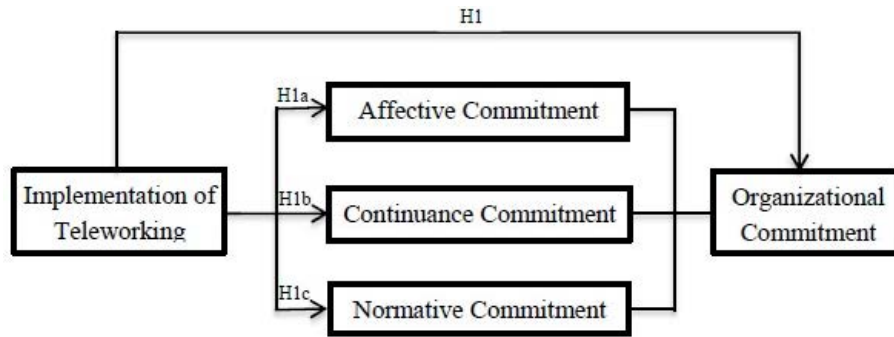 H1
H1a
Affective Commitment
Implementation of
Teleworking
H1b
Continuance Commitment
Organizational
Commitment
H1c
Normative Commitment